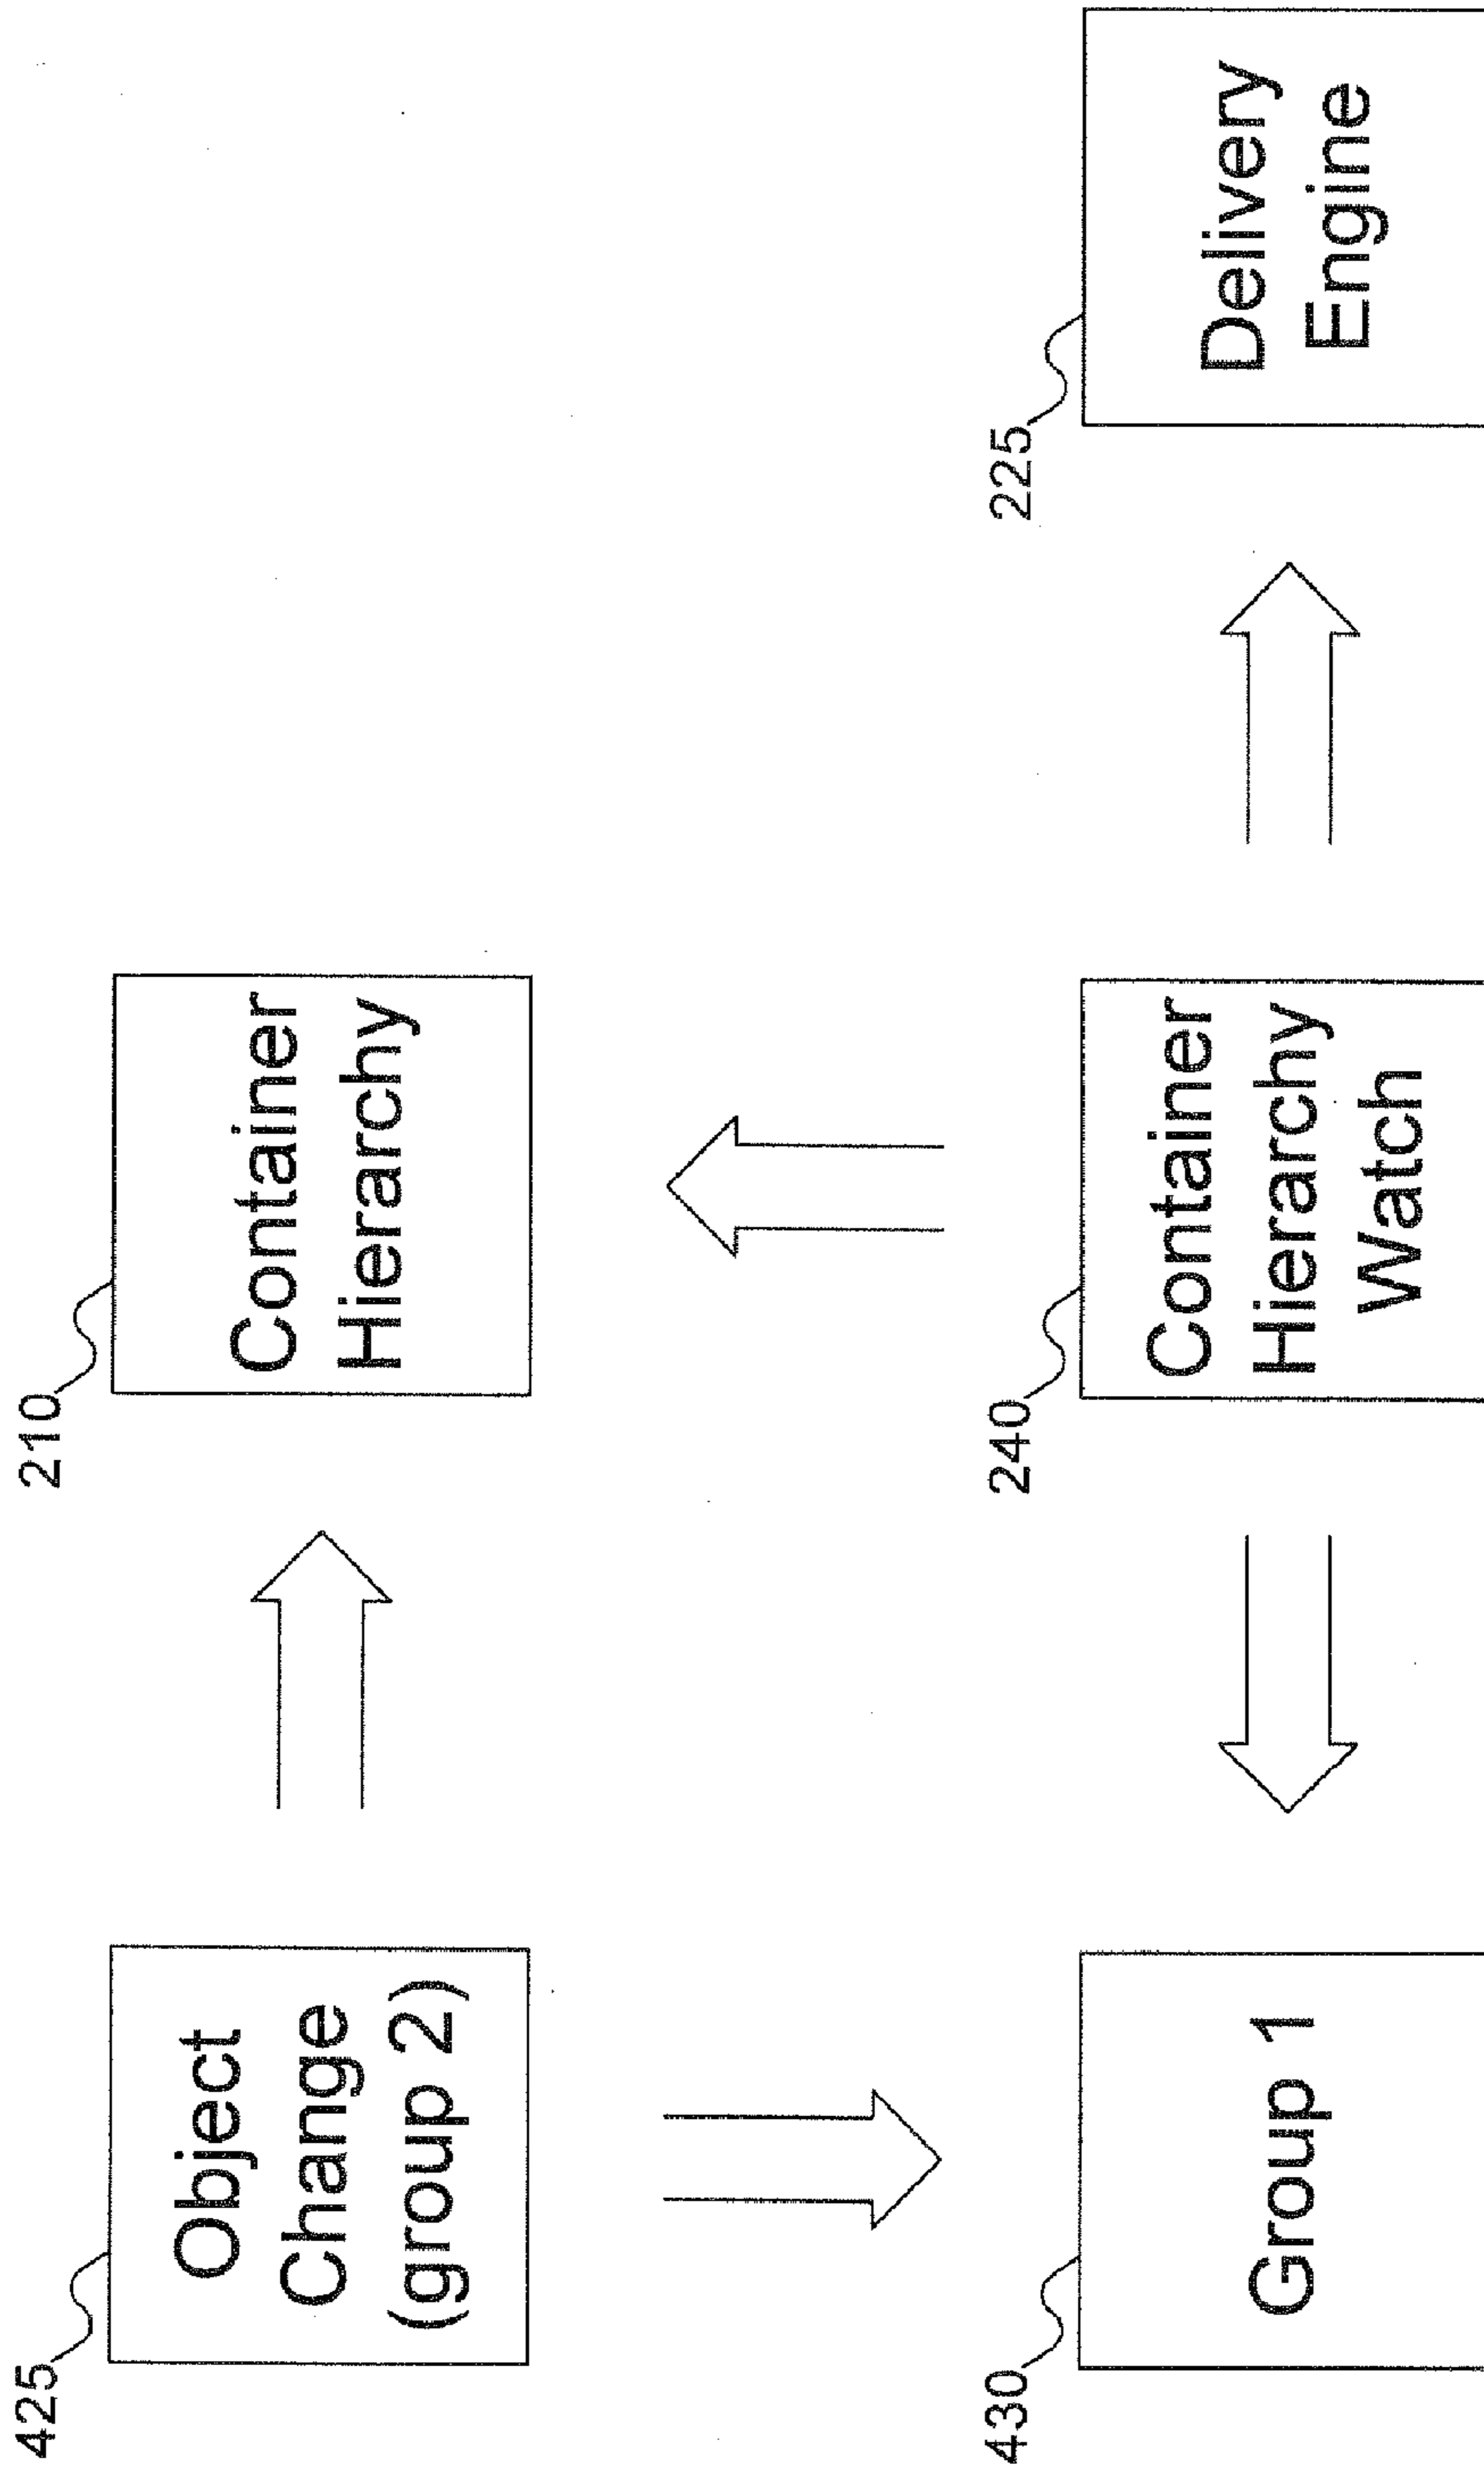 425
Object
Change
(group 2)
210
Container
Hierarchy
430
Group 1
240
Container
Hierarchy
Watch
225
Delivery
Engine